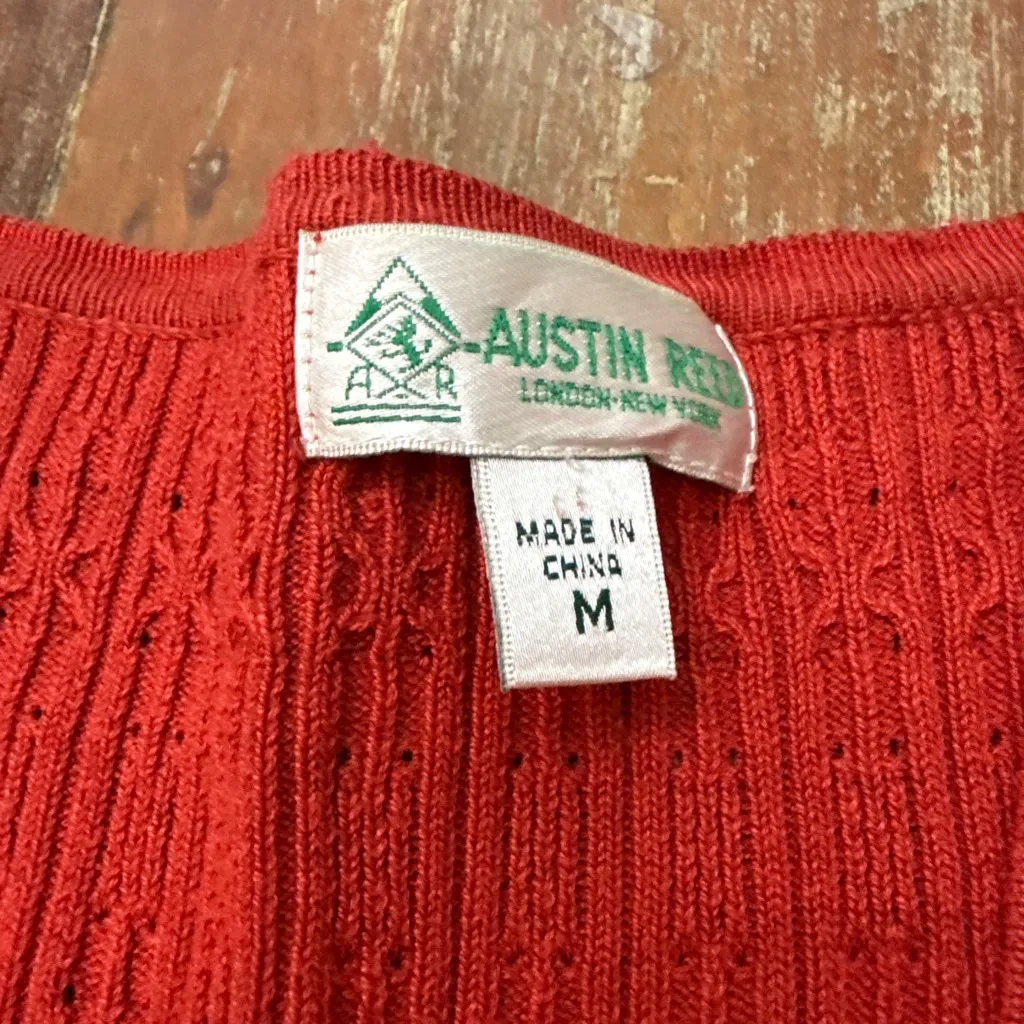 AUSTIN REED
LONDON·NEW YORK
A R
MADE IN
CHINA
M